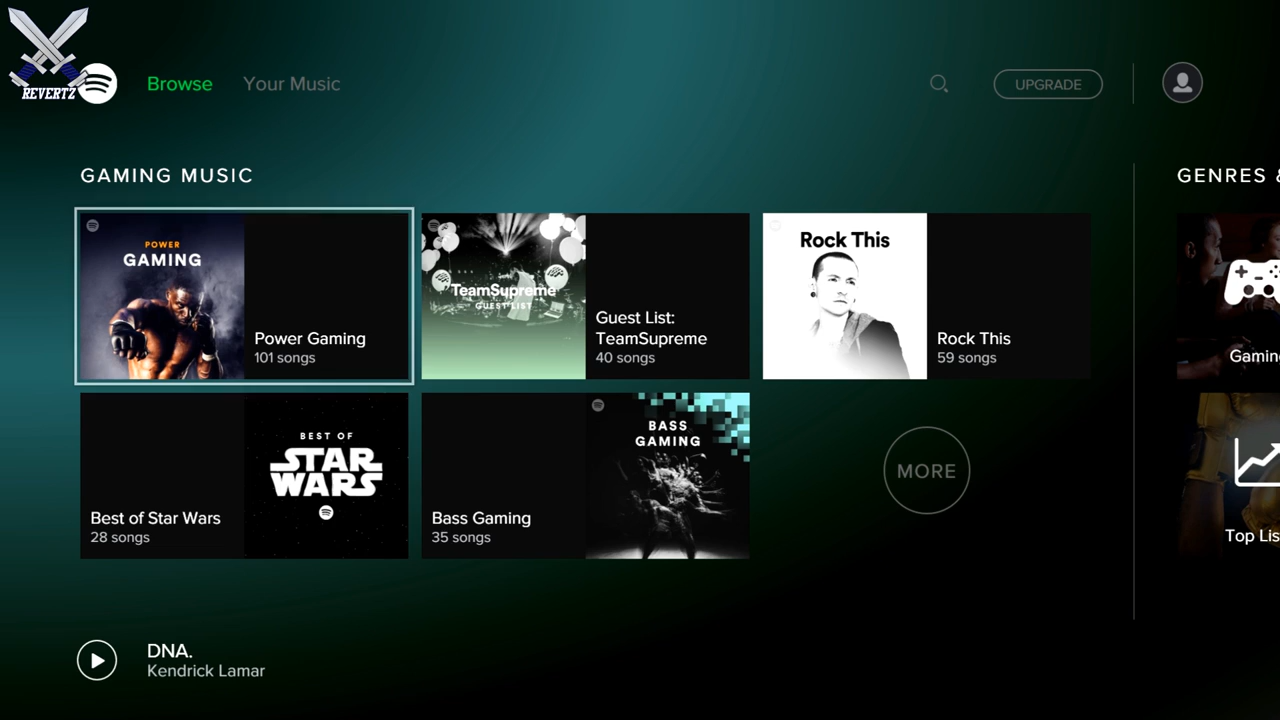 REVERTZ
Browse
Your Music
UPGRADE
GAMING MUSIC
GENRES &
POWER
GAMING
Power Gaming
101 songs
TeamSupreme
GUEST LIST
Guest List:
TeamSupreme
40 songs
Rock This
Rock This
59 songs
Gamin
Best of Star Wars
28 songs
BEST OF
STAR
WARS
Bass Gaming
35 songs
BASS
GAMING
MORE
Top Lis
DNA.
Kendrick Lamar